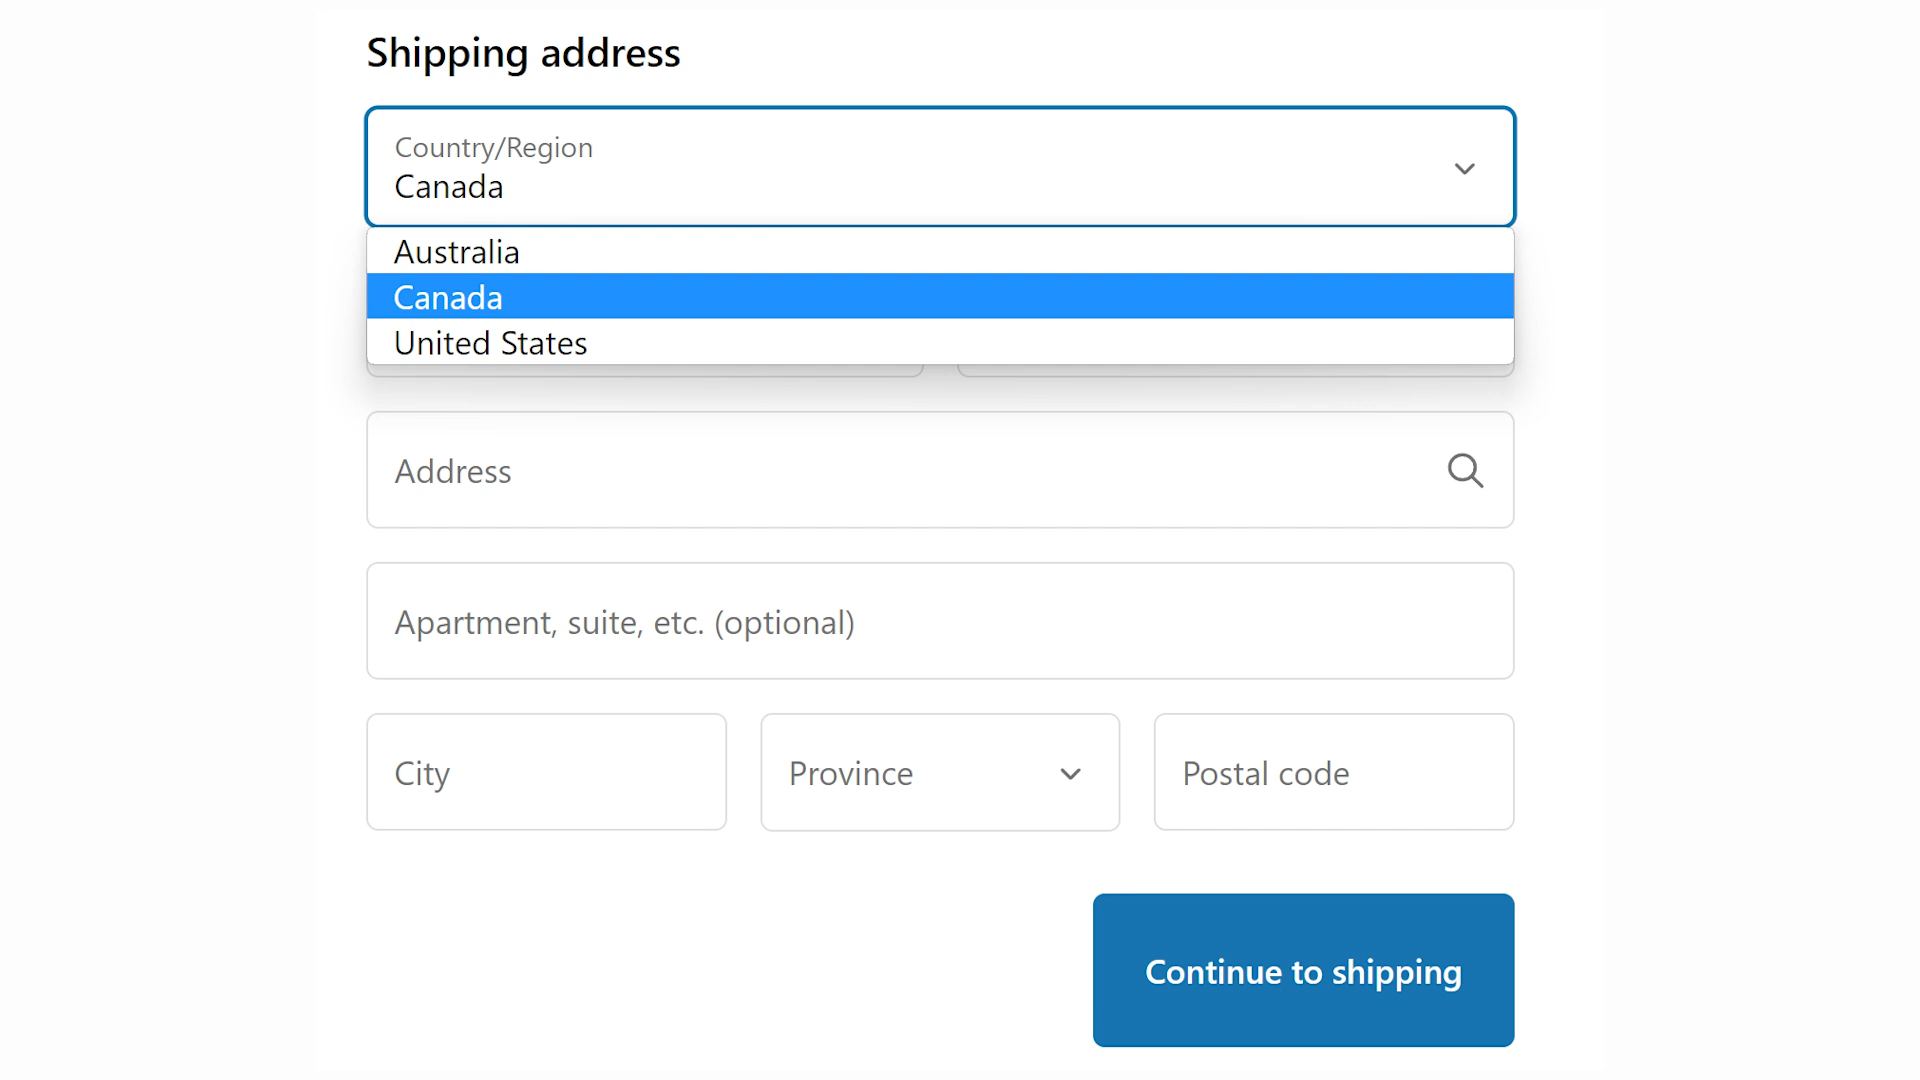 Shipping address
Country/Region
Canada
Australia
Canada
United States
Address
Apartment, suite, etc. (optional)
City
Province
Postal code
Continue to shipping